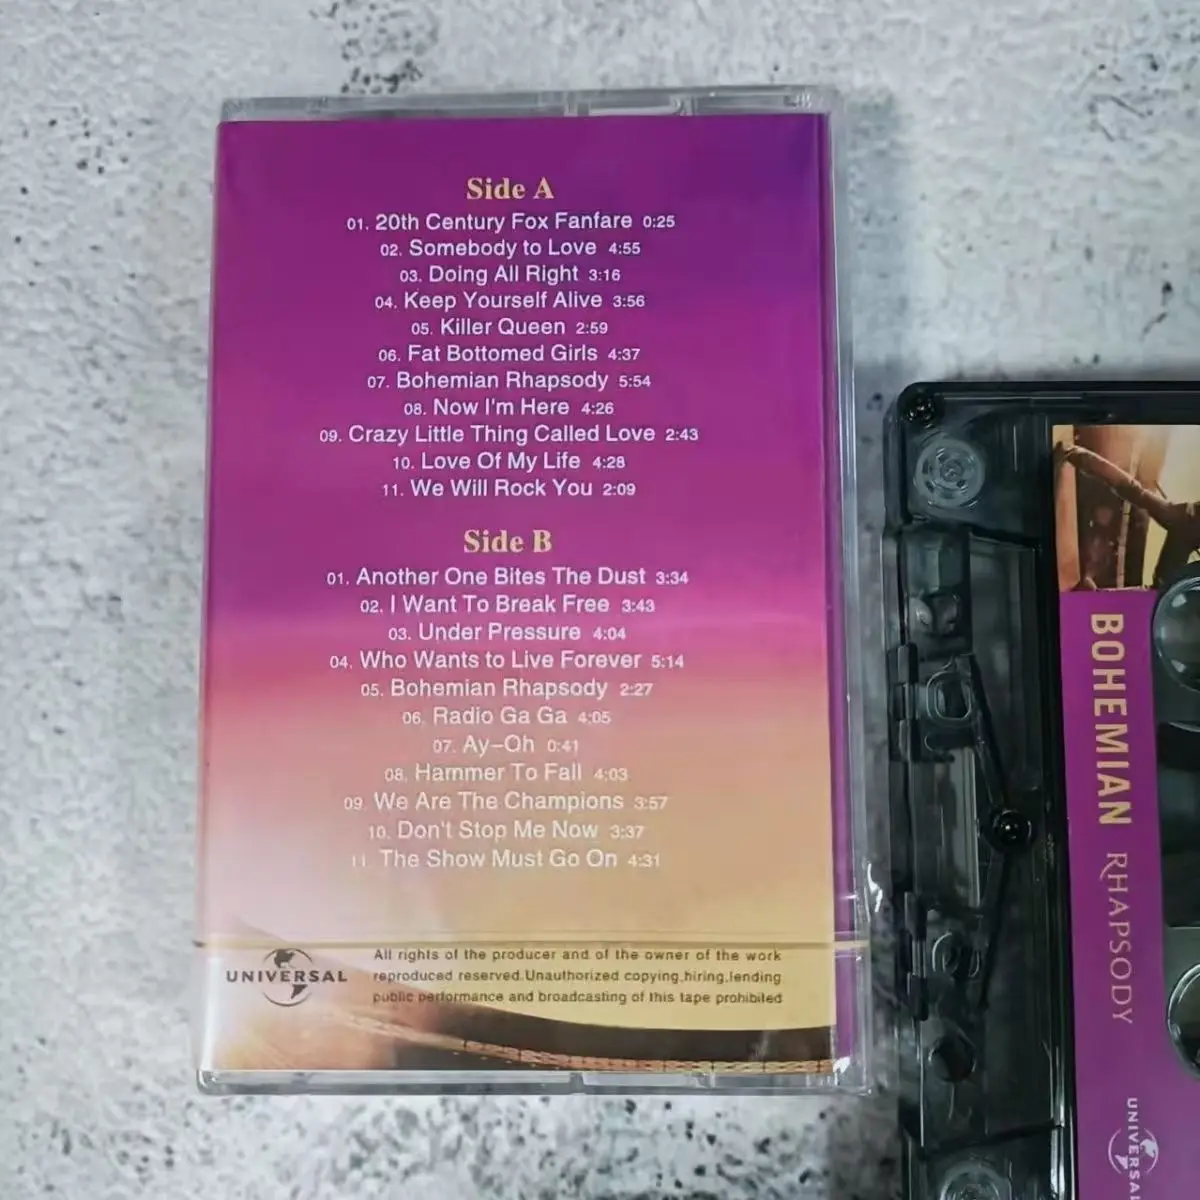 Side A
01. 20th Century Fox Fanfare 0:25
02. Somebody to Love 4:55
03. Doing All Right 3:16
04. Keep Yourself Alive 3:56
05. Killer Queen 2:59
06. Fat Bottomed Girls 4:37
07. Bohemian Rhapsody 5:54
08. Now I'm Here 4:26
09. Crazy Little Thing Called Love 2:43
10. Love Of My Life 4:28
11. We Will Rock You 2:09
Side B
01. Another One Bites The Dust 3:34
02. I Want To Break Free 3:43
03. Under Pressure 4:04
04. Who Wants to Live Forever 5:14
05. Bohemian Rhapsody 2:27
06. Radio Ga Ga 4:05
07. Ay-Oh 0:41
08. Hammer To Fall 4:03
09. We Are The Champions 3:57
10. Don't Stop Me Now 3:37
11. The Show Must Go On 4:31
UNIVERSAL
All rights of the producer and of the owner of the work
reproduced reserved.Unauthorized copying,hiring,lending
public performance and broadcasting of this tape prohibited
BOHEMIAN RHAPSODY
UNIVERSA